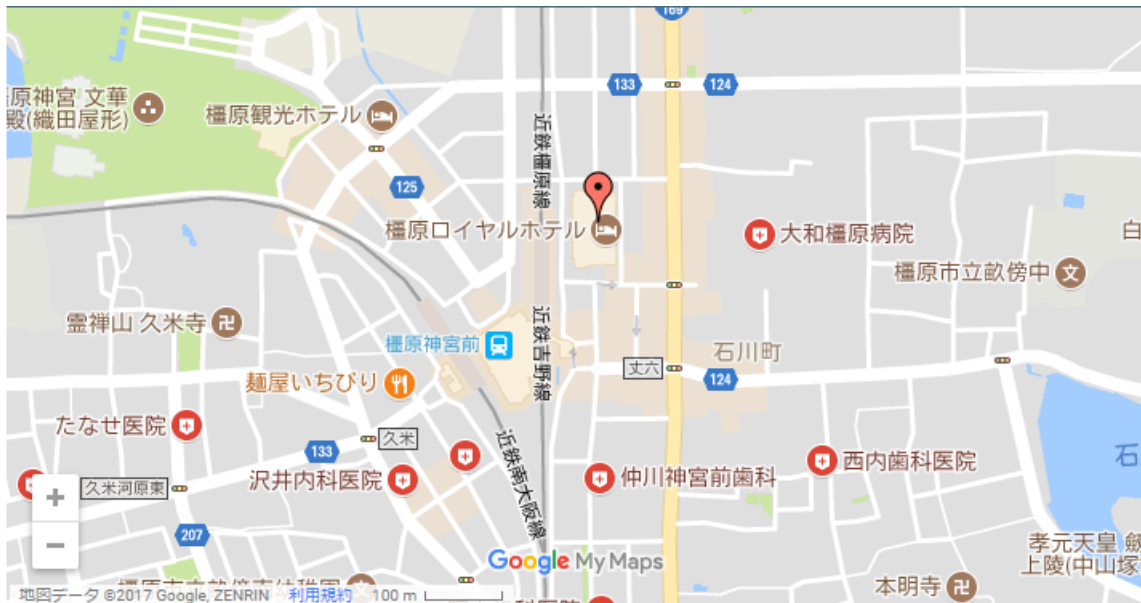 169
133
124
原神宮 文華
殿(織田屋形)
橿原観光ホテル
近鉄橿原線
125
橿原ロイヤルホテル
大和橿原病院
白
橿原市立畝傍中
霊禅山 久米寺
橿原神宮前
近鉄吉野線
石川町
丈六
124
麺屋いちびり
たなせ医院
久米
133
近鉄南大阪線
沢井内科医院
仲川神宮前歯科
西内歯科医院
石
久米河原東
207
Google My Maps
孝元天皇 劔
上陵(中山塚
本明寺
地図データ ©2017 Google, ZENRIN
利用規約
100 m